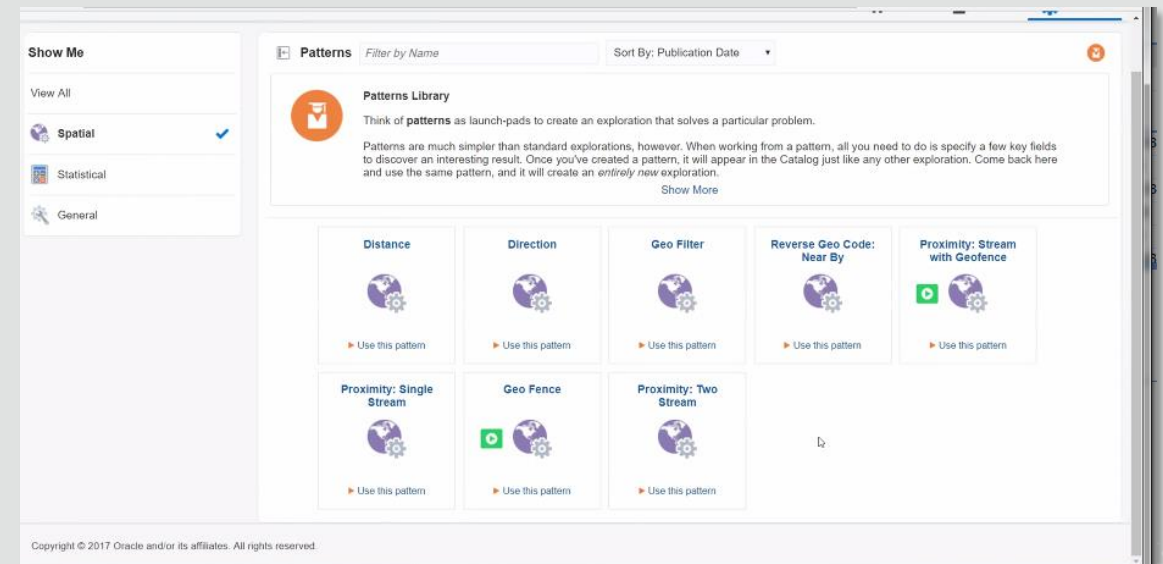 Show Me
View All
Spatial
Statistical
General
Patterns Filter by Name Sort By: Publication Date
Patterns Library
Think of patterns as launch-pads to create an exploration that solves a particular problem.
Patterns are much simpler than standard explorations, however. When working from a pattern, all you need to do is specify a few key fields
to discover an interesting result. Once you've created a pattern, it will appear in the Catalog just like any other exploration. Come back here
and use the same pattern, and it will create an entirely new exploration.
Show More
Distance
Use this pattern
Direction
Use this pattern
Geo Filter
Use this pattern
Reverse Geo Code:
Near By
Use this pattern
Proximity: Stream
with Geofence
Use this pattern
Proximity: Single
Stream
Use this pattern
Geo Fence
Use this pattern
Proximity: Two
Stream
Use this pattern
Copyright © 2017 Oracle and/or its affiliates. All rights reserved.